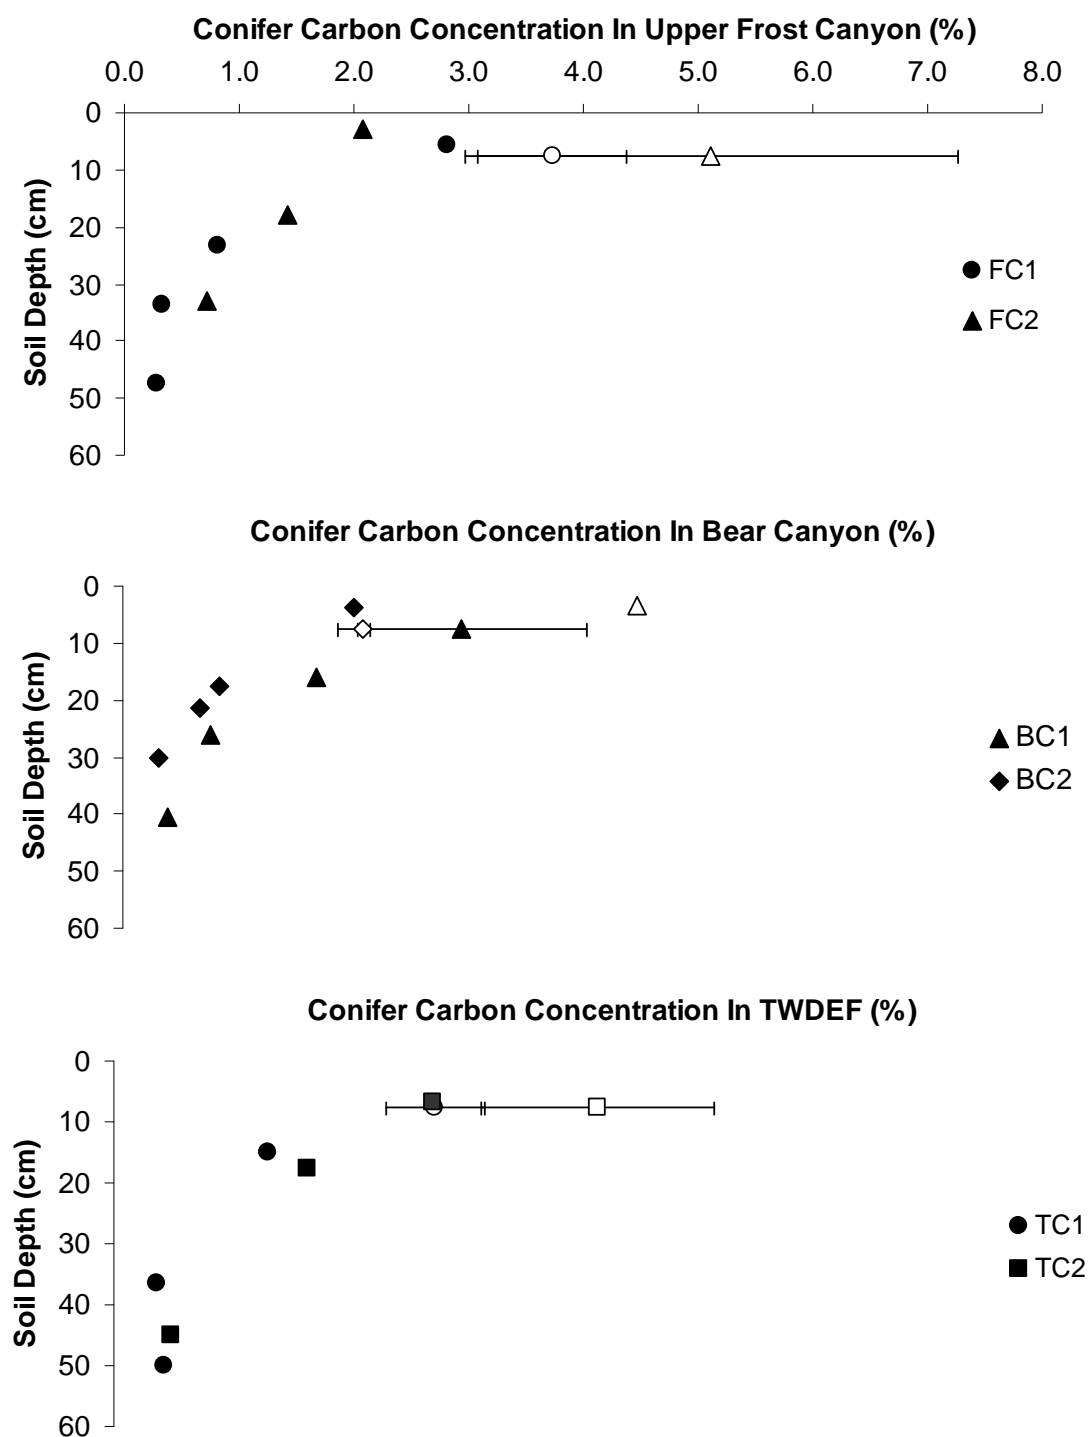 Conifer Carbon Concentration In Upper Frost Canyon (%)
0.0 1.0 2.0 3.0 4.0 5.0 6.0 7.0 8.0
0
10
20
30
40
50
60
Soil Depth (cm)
FC1
FC2
Conifer Carbon Concentration In Bear Canyon (%)
0
10
20
30
40
50
60
Soil Depth (cm)
BC1
BC2
Conifer Carbon Concentration In TWDEF (%)
0
10
20
30
40
50
60
Soil Depth (cm)
TC1
TC2